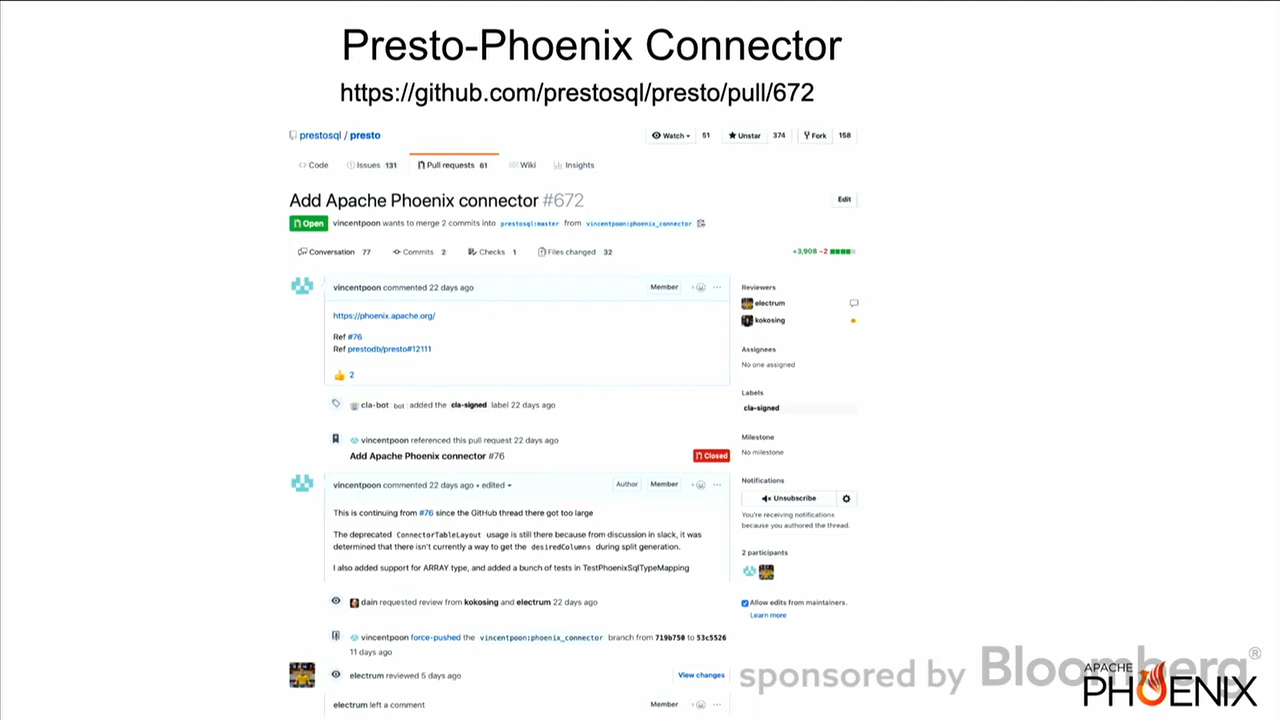 Presto-Phoenix Connector
https://github.com/prestosql/presto/pull/672
prestosql / presto
Watch 51 Unstar 374 Fork 158
Code Issues 131 Pull requests 61 Wiki Insights
Add Apache Phoenix connector #672
Edit
Open vincentpoon wants to merge 2 commits into prestosql:master from vincentpoon:phoenix_connector
Conversation 77 Commits 2 Checks 1 Files changed 32
+3,908 −2
vincentpoon commented 22 days ago
Member
https://phoenix.apache.org/
Ref #76
Ref prestodb/presto#12111
2
cla-bot bot added the cla-signed label 22 days ago
vincentpoon referenced this pull request 22 days ago
Add Apache Phoenix connector #76
Closed
vincentpoon commented 22 days ago • edited
Author Member
This is continuing from #76 since the GitHub thread there got too large
The deprecated ConnectorTableLayout usage is still there because from discussion in slack, it was
determined that there isn't currently a way to get the desiredColumns during split generation.
I also added support for ARRAY type, and added a bunch of tests in TestPhoenixSqlTypeMapping
dain requested review from kokosing and electrum 22 days ago
vincentpoon force-pushed the vincentpoon:phoenix_connector branch from 719b750 to 53c5526
11 days ago
electrum reviewed 5 days ago
View changes
electrum left a comment
Member
Reviewers
electrum
kokosing
Assignees
No one assigned
Labels
cla-signed
Milestone
No milestone
Notifications
Unsubscribe
You're receiving notifications
because you authored the thread.
2 participants
Allow edits from maintainers.
Learn more
sponsored by Bloomberg®
APACHE
PHOENIX